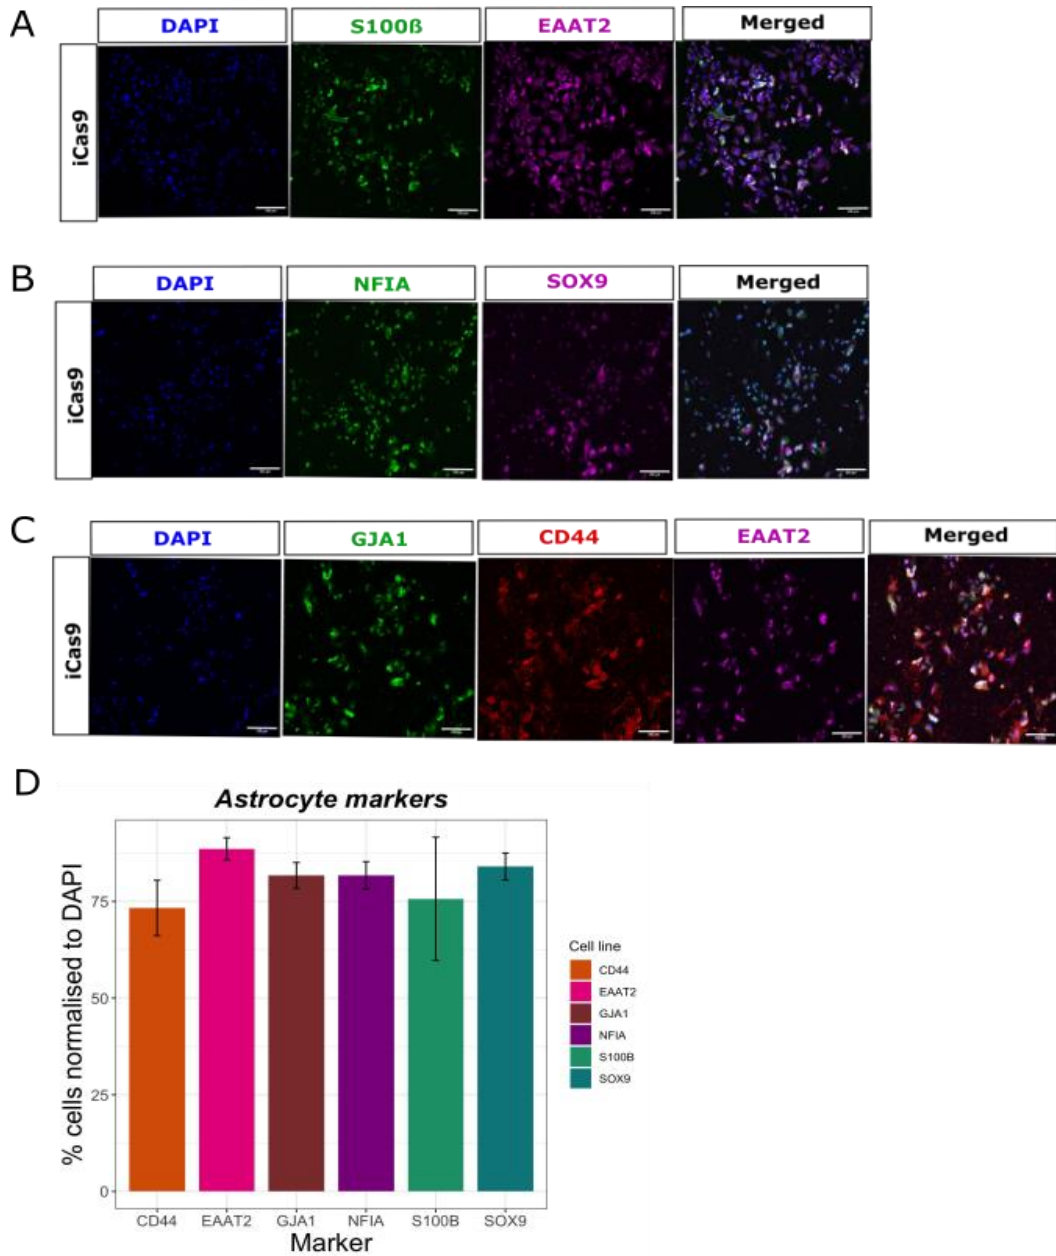 A
DAPI
S100ß
EAAT2
Merged
iCas9
B
DAPI
NFIA
SOX9
Merged
iCas9
C
DAPI
GJA1
CD44
EAAT2
Merged
iCas9
D
Astrocyte markers
% cells normalised to DAPI
75
50
25
0
CD44
EAAT2
GJA1
NFIA
S100B
SOX9
Marker
Cell line
CD44
EAAT2
GJA1
NFIA
S100B
SOX9